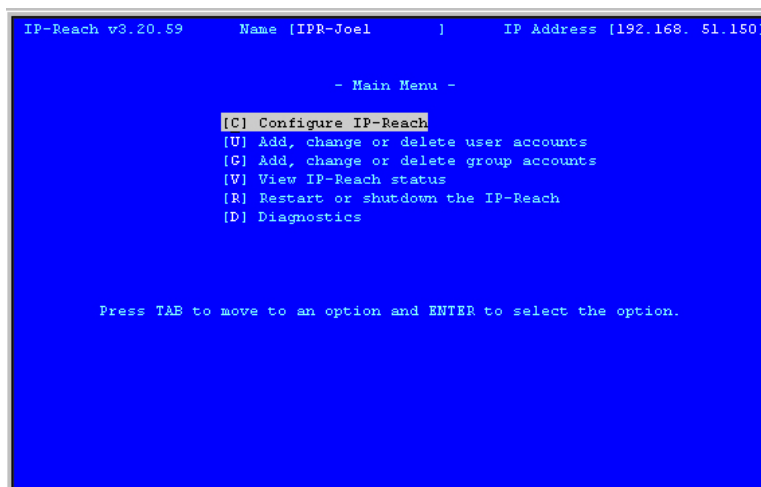 IP-Reach v3.20.59 Name [IPR-Joel ] IP Address [192.168. 51.150]
- Main Menu -
[C] Configure IP-Reach
[U] Add, change or delete user accounts
[G] Add, change or delete group accounts
[V] View IP-Reach status
[R] Restart or shutdown the IP-Reach
[D] Diagnostics
Press TAB to move to an option and ENTER to select the option.